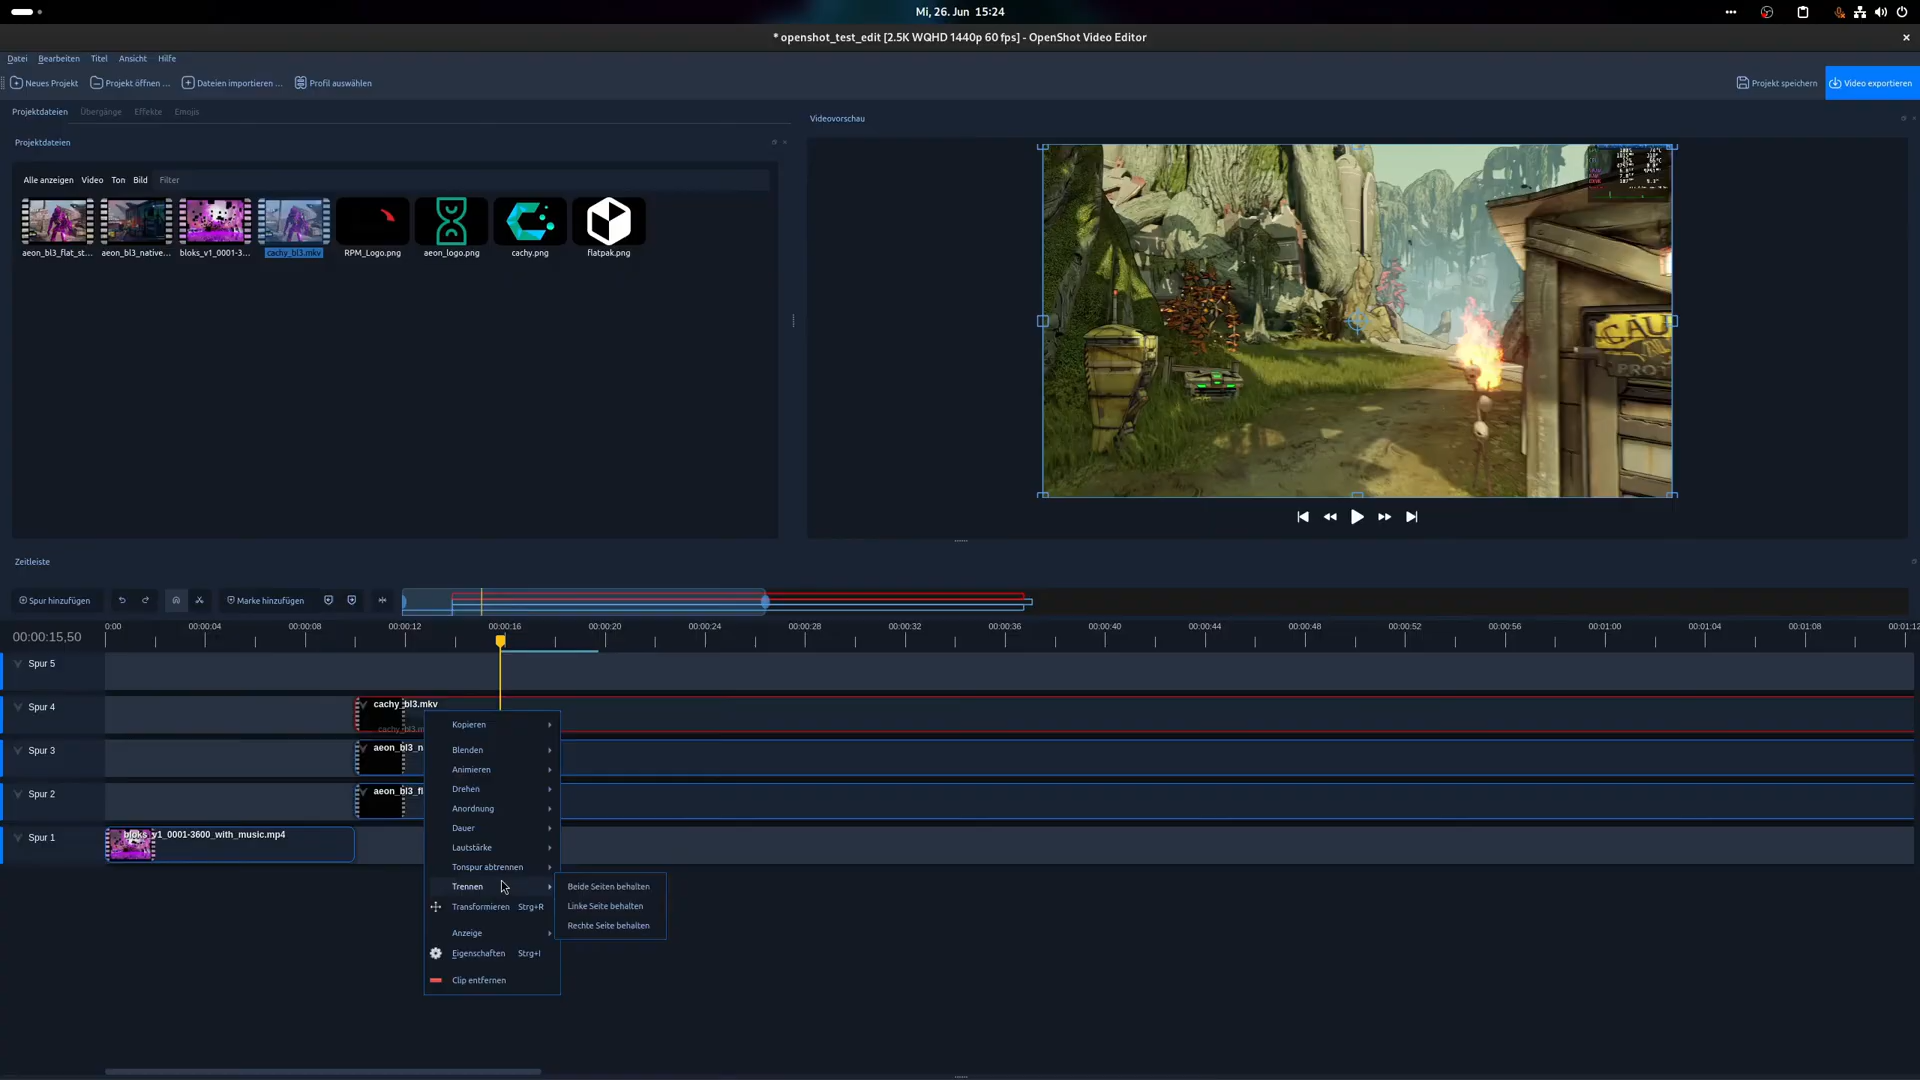 Mi, 26. Jun 15:24
* openshot_test_edit [2.5K WQHD 1440p 60 fps] - OpenShot Video Editor
Datei Bearbeiten Titel Ansicht Hilfe
Neues Projekt Projekt öffnen ... Dateien importieren ... Profil auswählen
Projekt speichern Video exportieren
Projektdateien Übergänge Effekte Emojis
Projektdateien
Videovorschau
Alle anzeigen Video Ton Bild Filter
aeon_bl3_flat_st... aeon_bl3_native... bloks_v1_0001-3... cachy_bl3.mkv RPM_Logo.png aeon_logo.png cachy.png flatpak.png
CAU
PRO
Zeitleiste
Spur hinzufügen Marke hinzufügen
00:00:15,50
0:00 00:00:04 00:00:08 00:00:12 00:00:16 00:00:20 00:00:24 00:00:28 00:00:32 00:00:36 00:00:40 00:00:44 00:00:48 00:00:52 00:00:56 00:01:00 00:01:04 00:01:08 00:01:12
Spur 5
Spur 4 cachy_bl3.mkv
cachy_bl3.m
Spur 3 aeon_bl3_n
Spur 2 aeon_bl3_fl
Spur 1 bloks_v1_0001-3600_with_music.mp4
Kopieren
Blenden
Animieren
Drehen
Anordnung
Dauer
Lautstärke
Tonspur abtrennen
Trennen
Transformieren Strg+R
Anzeige
Eigenschaften Strg+I
Clip entfernen
Beide Seiten behalten
Linke Seite behalten
Rechte Seite behalten